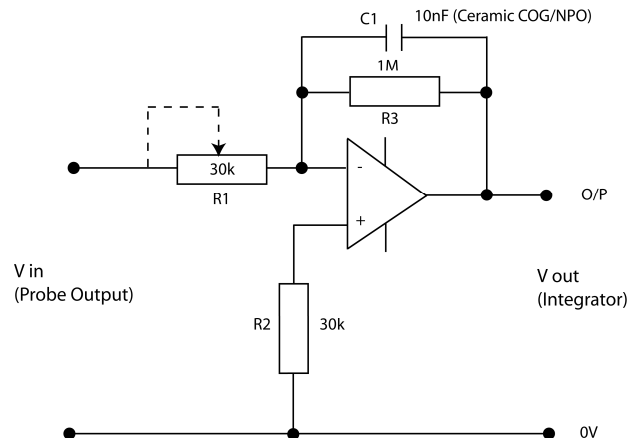 C1
10nF (Ceramic COG/NPO)
1M
R3
30k
R1
-
+
O/P
V in
(Probe Output)
V out
(Integrator)
R2
30k
0V